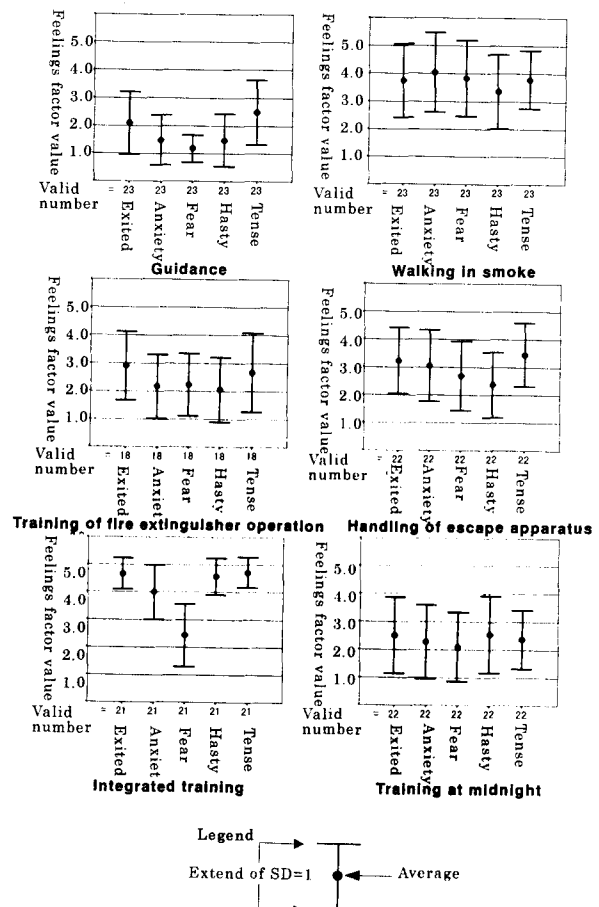 Feelings factor value
5.0
4.0
3.0
2.0
1.0
Valid number
= 23 23 23 23 23
Exited
Anxiety
Fear
Hasty
Tense
Guidance
Feelings factor value
5.0
4.0
3.0
2.0
1.0
Valid number
= 23 23 23 23 23
Exited
Anxiety
Fear
Hasty
Tense
Walking in smoke
Feelings factor value
5.0
4.0
3.0
2.0
1.0
Valid number
= 18 18 18 18 18
Exited
Anxiety
Fear
Hasty
Tense
Training of fire extinguisher operation
Feelings factor value
5.0
4.0
3.0
2.0
1.0
Valid number
= 22 22 22 22 22
Exited
Anxiety
Fear
Hasty
Tense
Handling of escape apparatus
Feelings factor value
5.0
4.0
3.0
2.0
1.0
Valid number
= 21 21 21 21 21
Exited
Anxiet
Fear
Hasty
Tense
Integrated training
Feelings factor value
5.0
4.0
3.0
2.0
1.0
Valid number
= 22 22 22 22 22
Exited
Anxiety
Fear
Hasty
Tense
Training at midnight
Legend
Extend of SD=1
Average